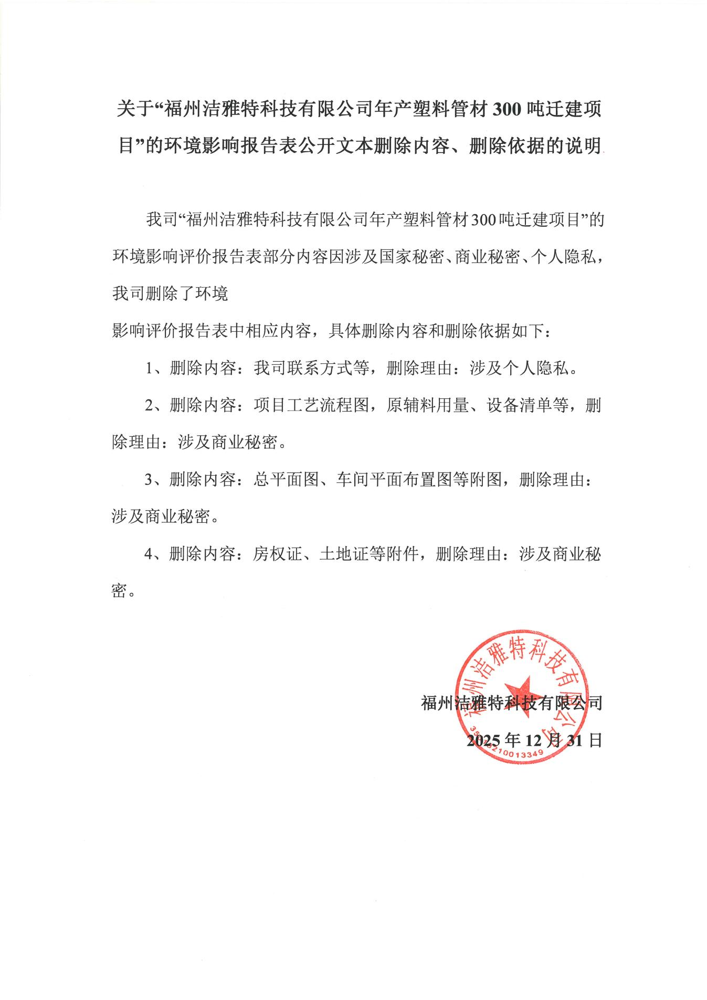 关于“福州洁雅特科技有限公司年产塑料管材 300 吨迁建项
目”的环境影响报告表公开文本删除内容、删除依据的说明
我司“福州洁雅特科技有限公司年产塑料管材300吨迁建项目”的
环境影响评价报告表部分内容因涉及国家秘密、商业秘密、个人隐私，
我司删除了环境
影响评价报告表中相应内容，具体删除内容和删除依据如下：
1、删除内容：我司联系方式等，删除理由：涉及个人隐私。
2、删除内容：项目工艺流程图，原辅料用量、设备清单等，删
除理由：涉及商业秘密。
3、删除内容：总平面图、车间平面布置图等附图，删除理由：
涉及商业秘密。
4、删除内容：房权证、土地证等附件，删除理由：涉及商业秘
密。
福州洁雅特科技有限公司
福州洁雅特科技有限公司
2025 年 12 月 31 日